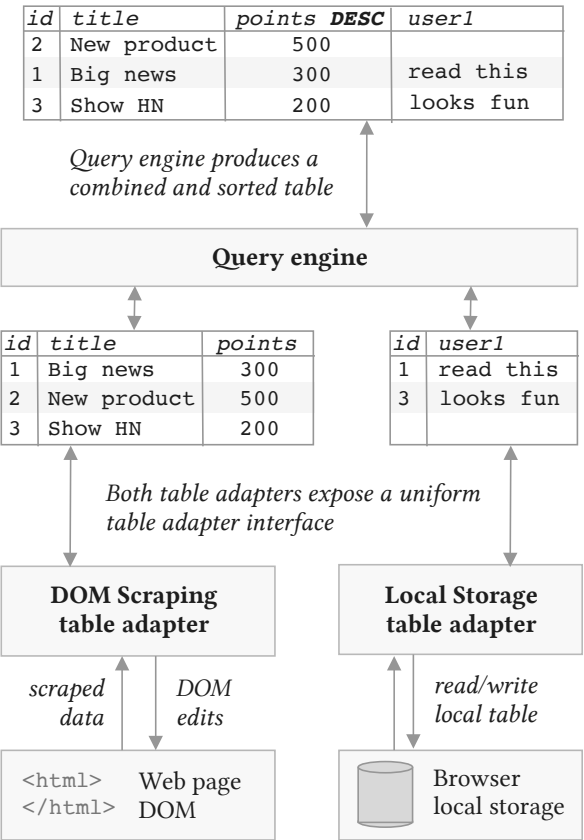 id title points DESC user1
2 New product 500
1 Big news 300 read this
3 Show HN 200 looks fun
Query engine produces a
combined and sorted table
Query engine
id title points
1 Big news 300
2 New product 500
3 Show HN 200
id user1
1 read this
3 looks fun
Both table adapters expose a uniform
table adapter interface
DOM Scraping
table adapter
Local Storage
table adapter
scraped
data
DOM
edits
read/write
local table
<html>
</html>
Web page
DOM
Browser
local storage